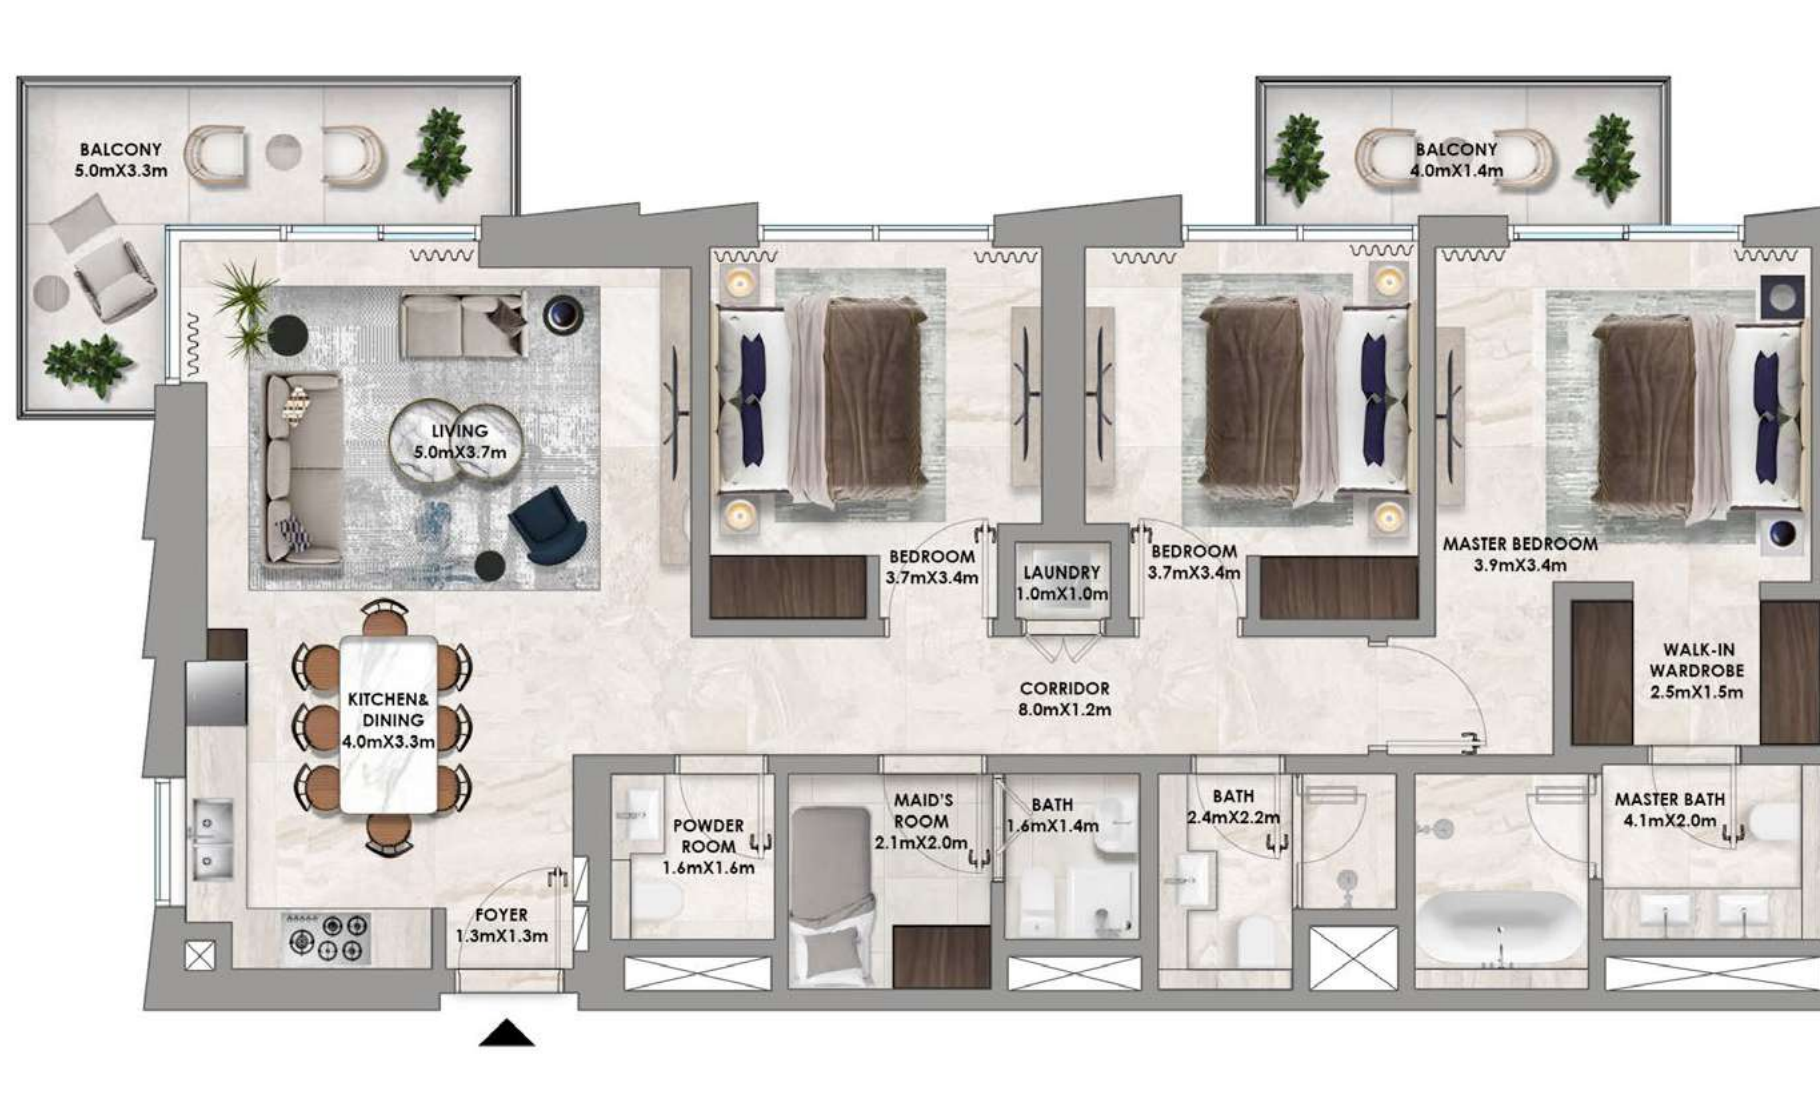 BALCONY
5.0mX3.3m
BALCONY
4.0mX1.4m
LIVING
5.0mX3.7m
BEDROOM
3.7mX3.4m
LAUNDRY
1.0mX1.0m
BEDROOM
3.7mX3.4m
MASTER BEDROOM
3.9mX3.4m
KITCHEN&
DINING
4.0mX3.3m
CORRIDOR
8.0mX1.2m
WALK-IN
WARDROBE
2.5mX1.5m
POWDER
ROOM
1.6mX1.6m
MAID'S
ROOM
2.1mX2.0m
BATH
1.6mX1.4m
BATH
2.4mX2.2m
MASTER BATH
4.1mX2.0m
FOYER
1.3mX1.3m